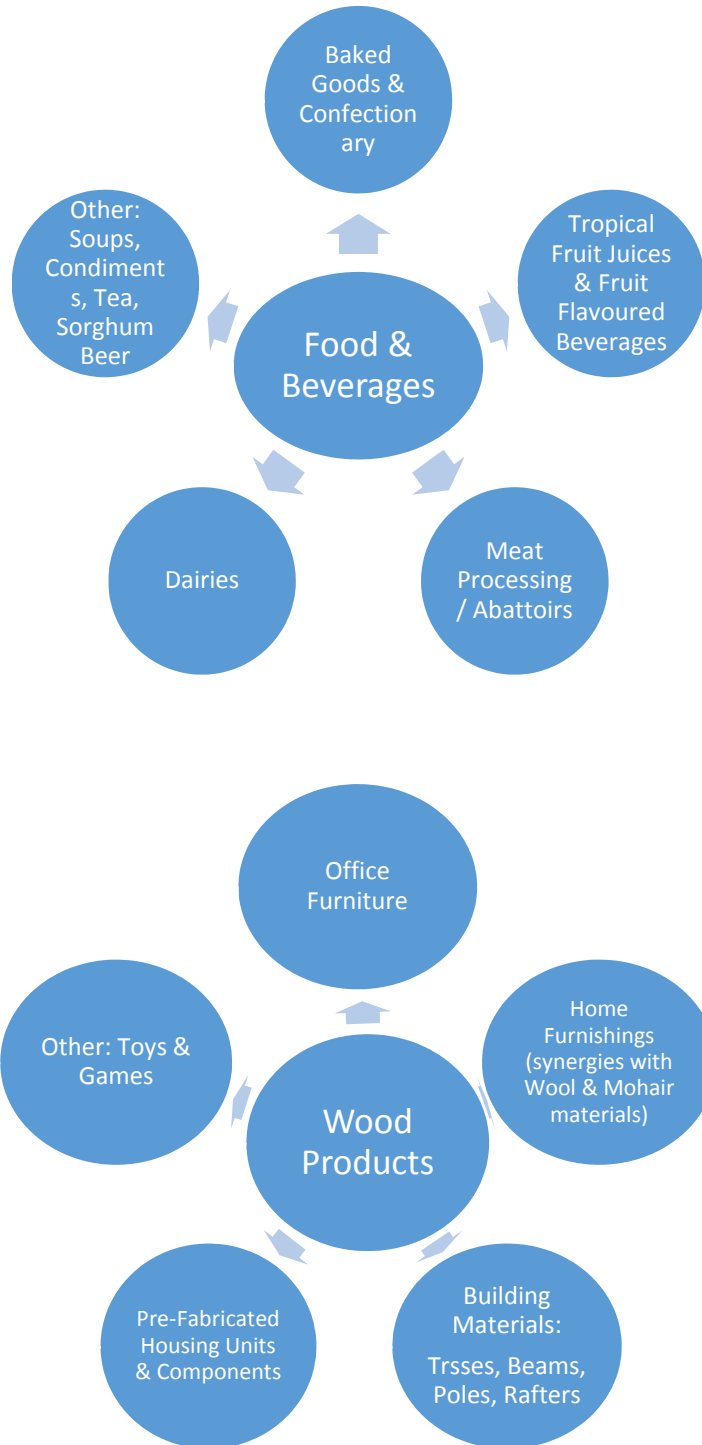 Baked
Goods &
Confection
ary
Other:
Soups,
Condiment
s, Tea,
Sorghum
Beer
Tropical
Fruit Juices
& Fruit
Flavoured
Beverages
Food &
Beverages
Dairies
Meat
Processing
/ Abattoirs
Office
Furniture
Other: Toys &
Games
Home
Furnishings
(synergies with
Wool & Mohair
materials)
Wood
Products
Pre-Fabricated
Housing Units
& Components
Building
Materials:
Trsses, Beams,
Poles, Rafters